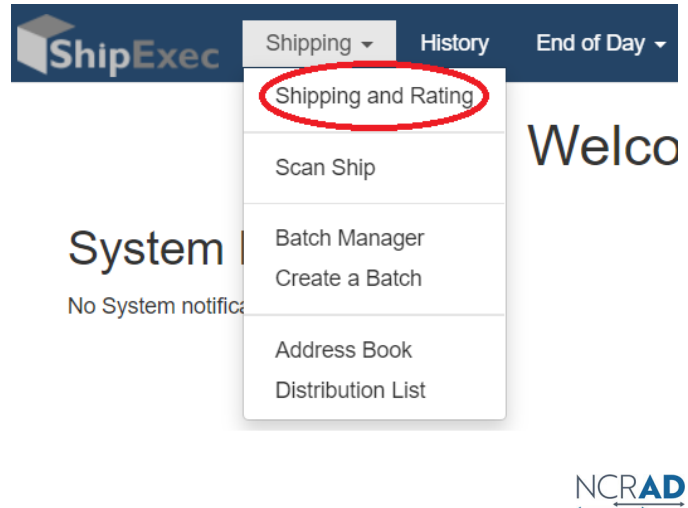 ShipExec Shipping History End of Day
Shipping and Rating
Welco
Scan Ship
System
Batch Manager
Create a Batch
No System notific
Address Book
Distribution List
NCRAD